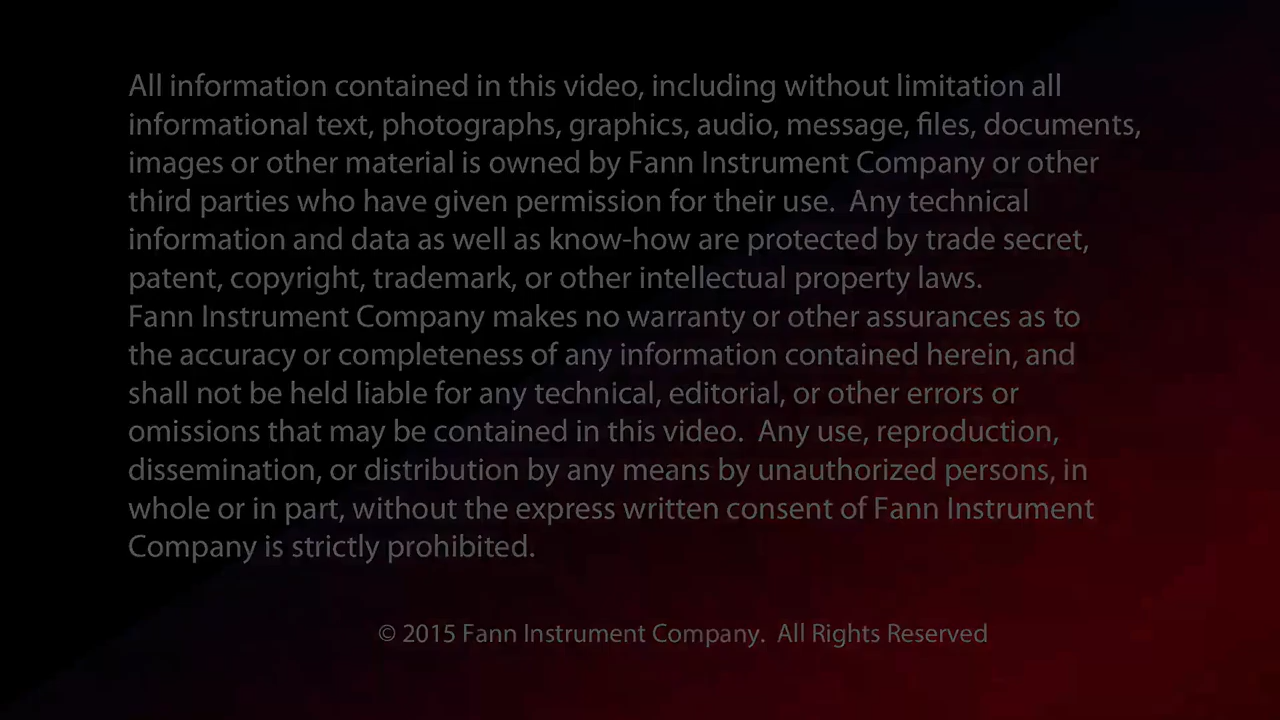 All information contained in this video, including without limitation all
informational text, photographs, graphics, audio, message, files, documents,
images or other material is owned by Fann Instrument Company or other
third parties who have given permission for their use.  Any technical
information and data as well as know-how are protected by trade secret,
patent, copyright, trademark, or other intellectual property laws.
Fann Instrument Company makes no warranty or other assurances as to
the accuracy or completeness of any information contained herein, and
shall not be held liable for any technical, editorial, or other errors or
omissions that may be contained in this video.  Any use, reproduction,
dissemination, or distribution by any means by unauthorized persons, in
whole or in part, without the express written consent of Fann Instrument
Company is strictly prohibited.
© 2015 Fann Instrument Company.  All Rights Reserved